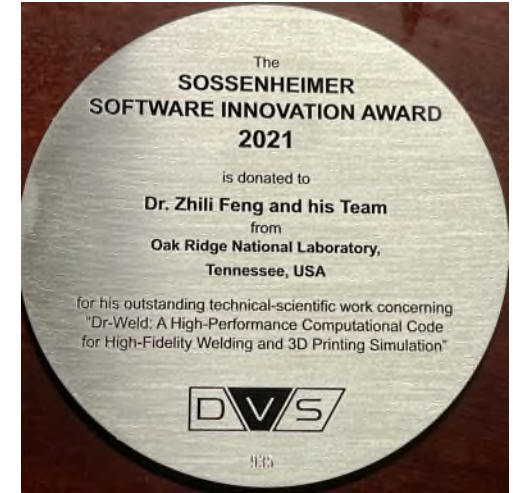 The
SOSSENHEIMER
SOFTWARE INNOVATION AWARD
2021
is donated to
Dr. Zhili Feng and his Team
from
Oak Ridge National Laboratory,
Tennessee, USA
for his outstanding technical-scientific work concerning
"Dr-Weld: A High-Performance Computational Code
for High-Fidelity Welding and 3D Printing Simulation"
DVS
935